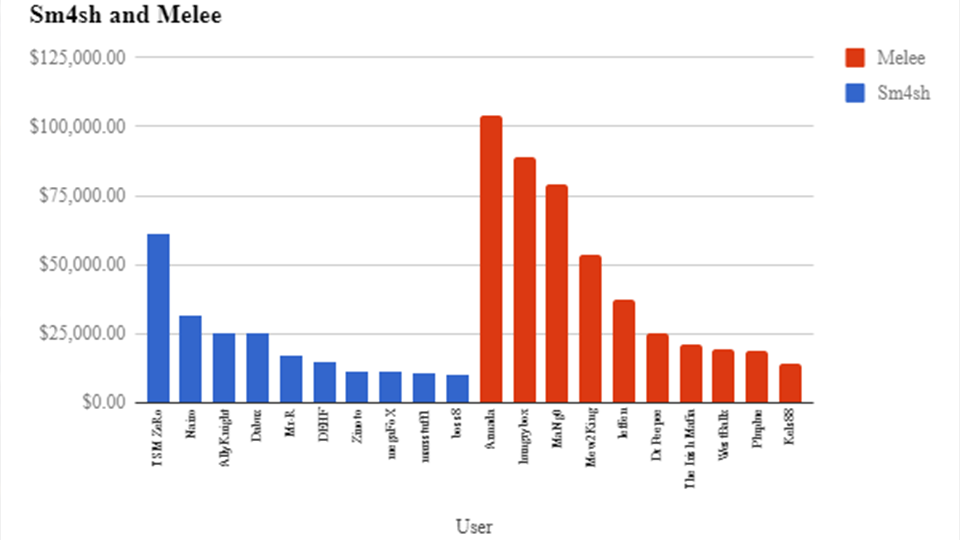 Sm4sh and Melee
$125,000.00
$100,000.00
$75,000.00
$50,000.00
$25,000.00
$0.00
Melee
Sm4sh
TSM ZeRo
Nairo
AllyKnight
Dabuz
Mr.R
DEHF
Zinoto
megaFoX
boss8
Armada
hungrybox
MaNg0
Mew2King
leffen
Dr Peepee
The Irish Mafia
Westballz
Plup
Kels88
User